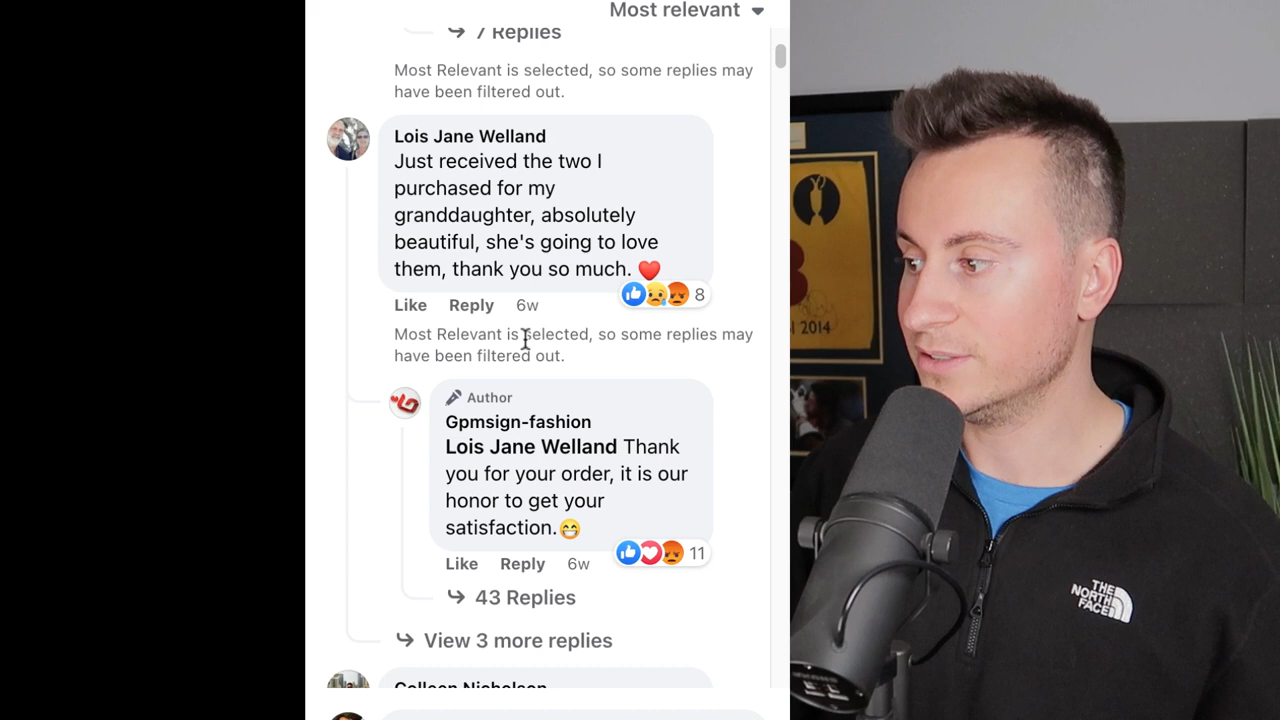 Most relevant
7 Replies
Most Relevant is selected, so some replies may
have been filtered out.
Lois Jane Welland
Just received the two I
purchased for my
granddaughter, absolutely
beautiful, she's going to love
them, thank you so much. ❤️
Like Reply 6w
8
Most Relevant is selected, so some replies may
have been filtered out.
Author
Gpmsign-fashion
Lois Jane Welland Thank
you for your order, it is our
honor to get your
satisfaction.😁
Like Reply 6w
11
43 Replies
View 3 more replies
Colleen Nicholson
2014
THE
NORTH
FACE